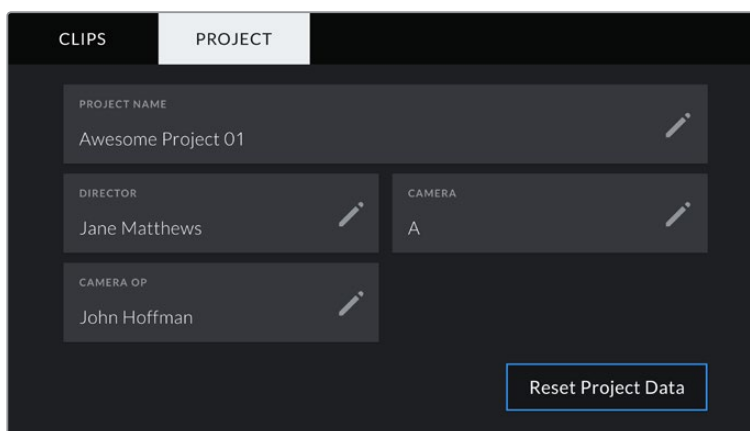 CLIPS
PROJECT
PROJECT NAME
Awesome Project 01
DIRECTOR
Jane Matthews
CAMERA
A
CAMERA OP
John Hoffman
Reset Project Data